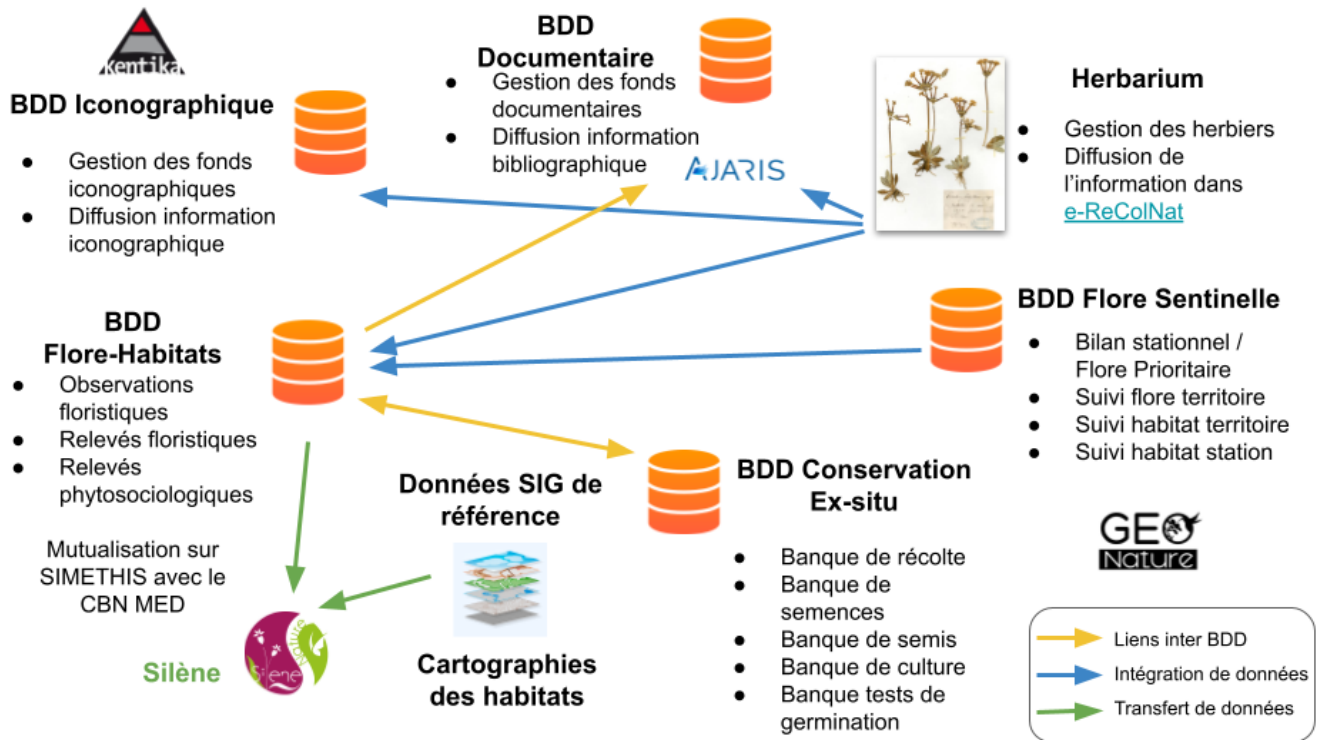 kentika
BDD Iconographique
● Gestion des fonds
iconographiques
● Diffusion information
iconographique
BDD
Documentaire
● Gestion des fonds
documentaires
● Diffusion information
bibliographique
AJARIS
Herbarium
● Gestion des herbiers
● Diffusion de
l'information dans
e-ReColNat
BDD
Flore-Habitats
● Observations
floristiques
● Relevés floristiques
● Relevés
phytosociologiques
Mutualisation sur
SIMETHIS avec le
CBN MED
Silène
Silene
Nature
Données SIG de
référence
Cartographies
des habitats
BDD Conservation
Ex-situ
● Banque de récolte
● Banque de
semences
● Banque de semis
● Banque de culture
● Banque tests de
germination
BDD Flore Sentinelle
● Bilan stationnel /
Flore Prioritaire
● Suivi flore territoire
● Suivi habitat territoire
● Suivi habitat station
GEO
Nature
Liens inter BDD
Intégration de données
Transfert de données